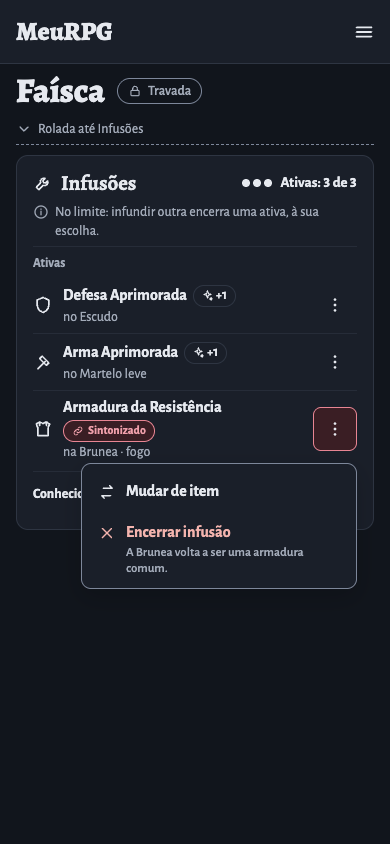 MeuRPG
Faísca
Travada
Rolada até Infusões
Infusões
Ativas: 3 de 3
No limite: infundir outra encerra uma ativa, à sua
escolha.
Ativas
Defesa Aprimorada
+1
no Escudo
Arma Aprimorada
+1
no Martelo leve
Armadura da Resistência
Sintonizado
na Brunea · fogo
Mudar de item
Encerrar infusão
A Brunea volta a ser uma armadura
comum.